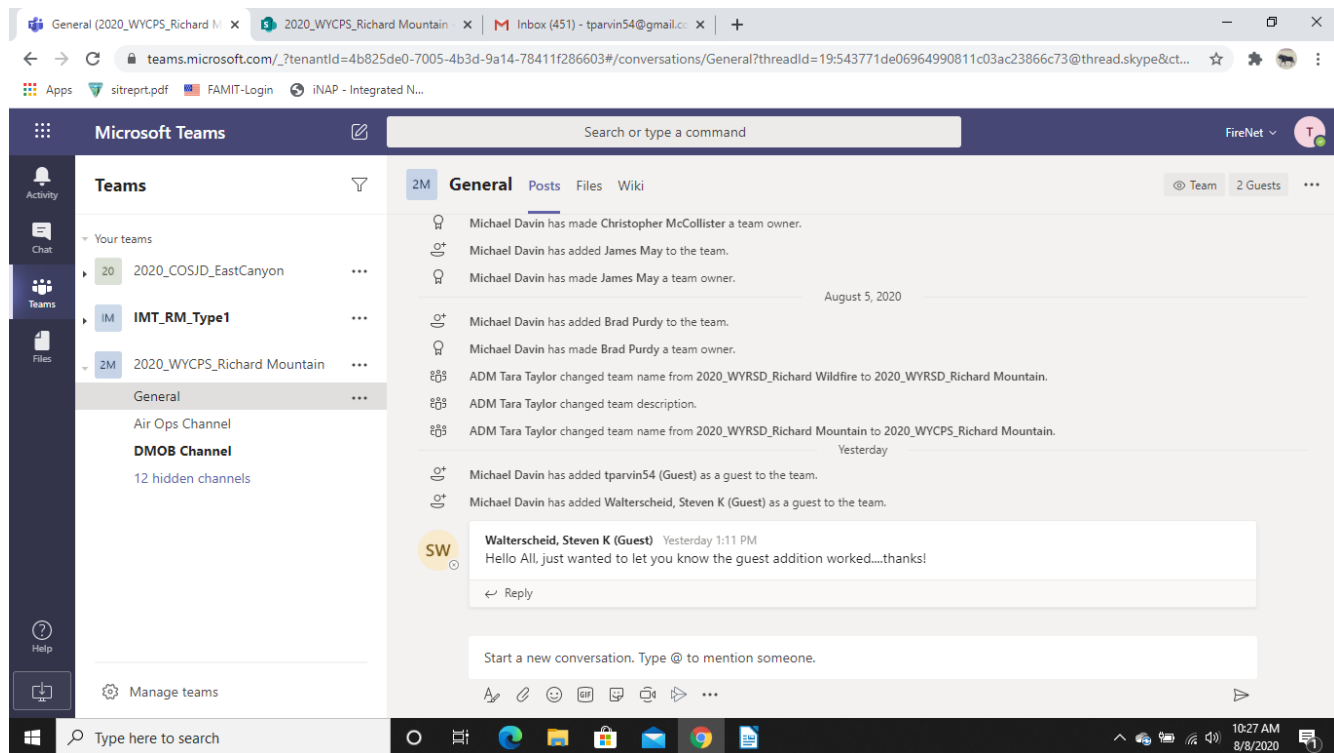 General (2020_WYCPS_Richard M
2020_WYCPS_Richard Mountain -
Inbox (451) - tparvin54@gmail.cc
teams.microsoft.com/_?tenantId=4b825de0-7005-4b3d-9a14-78411f286603#/conversations/General?threadId=19:543771de06964990811c03ac23866c73@thread.skype&ct...
Apps
sitreprt.pdf
FAMIT-Login
iNAP - Integrated N...
Microsoft Teams
Search or type a command
FireNet
T
Activity
Chat
Teams
Files
Help
Teams
Your teams
20 2020_COSJD_EastCanyon
IM IMT_RM_Type1
2M 2020_WYCPS_Richard Mountain
General
Air Ops Channel
DMOB Channel
12 hidden channels
Manage teams
2M General Posts Files Wiki
Team 2 Guests
Michael Davin has made Christopher McCollister a team owner.
Michael Davin has added James May to the team.
Michael Davin has made James May a team owner.
August 5, 2020
Michael Davin has added Brad Purdy to the team.
Michael Davin has made Brad Purdy a team owner.
ADM Tara Taylor changed team name from 2020_WYRSD_Richard Wildfire to 2020_WYRSD_Richard Mountain.
ADM Tara Taylor changed team description.
ADM Tara Taylor changed team name from 2020_WYRSD_Richard Mountain to 2020_WYCPS_Richard Mountain.
Yesterday
Michael Davin has added tparvin54 (Guest) as a guest to the team.
Michael Davin has added Walterscheid, Steven K (Guest) as a guest to the team.
SW
Walterscheid, Steven K (Guest) Yesterday 1:11 PM
Hello All, just wanted to let you know the guest addition worked....thanks!
Reply
Start a new conversation. Type @ to mention someone.
GIF
Type here to search
10:27 AM
8/8/2020
1